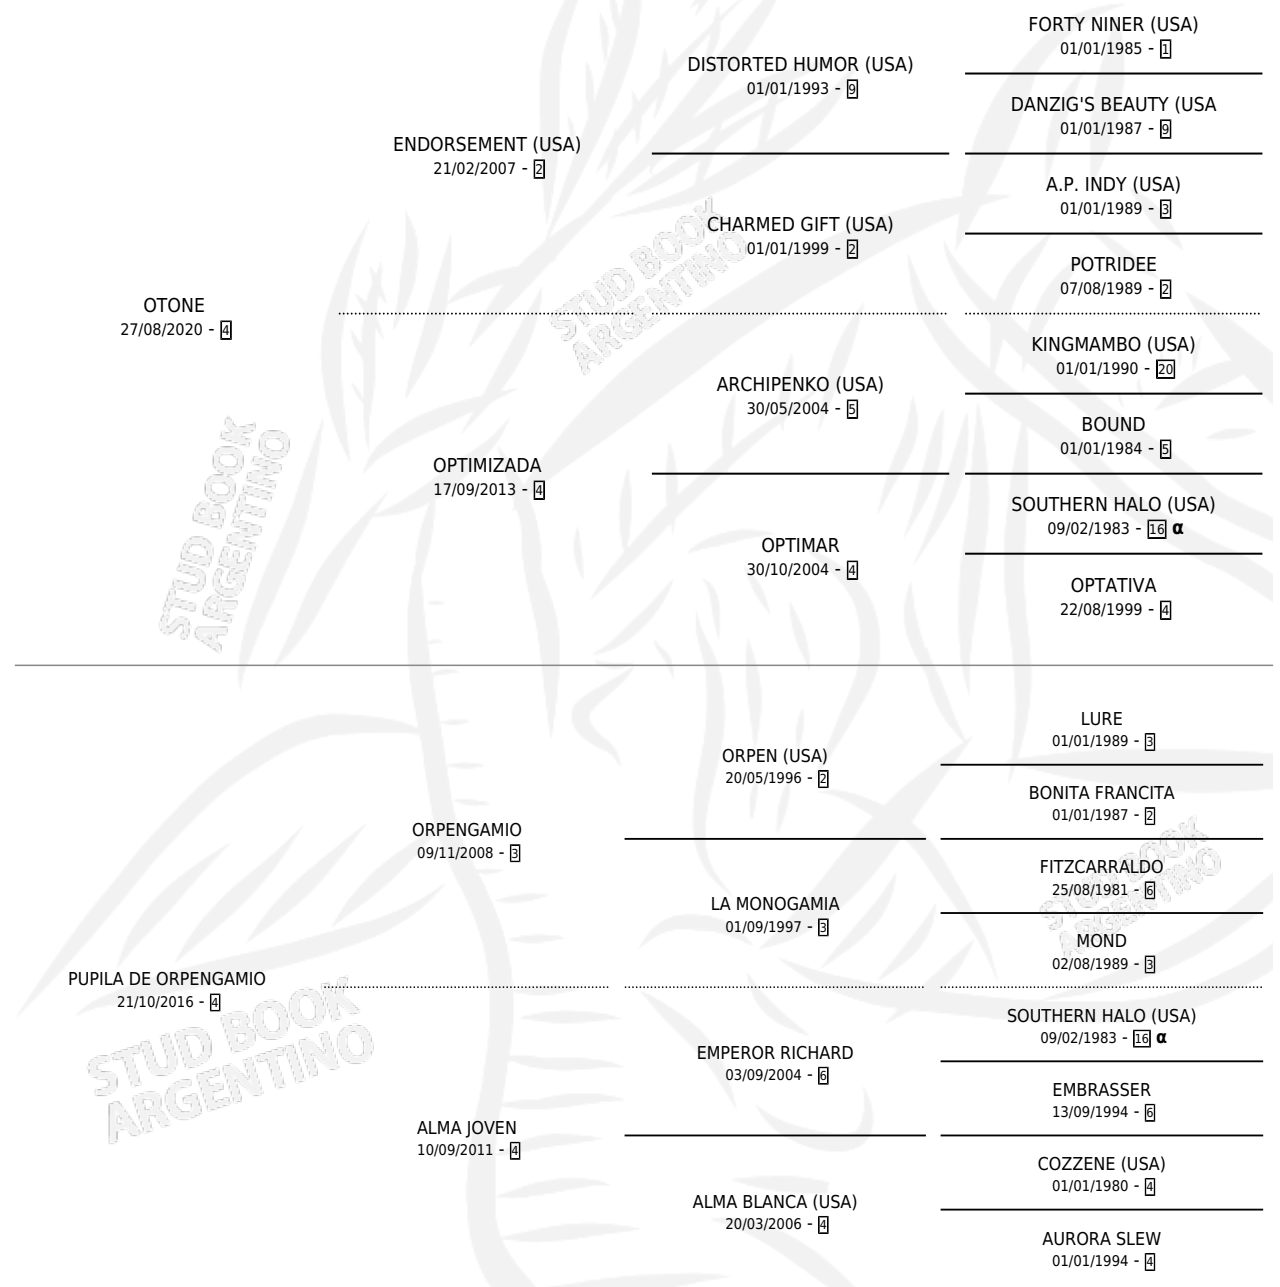 FORTY NINER (USA)
01/01/1985 - 1
DISTORTED HUMOR (USA)
01/01/1993 - 9
DANZIG'S BEAUTY (USA
01/01/1987 - 9
ENDORSEMENT (USA)
21/02/2007 - 2
A.P. INDY (USA)
01/01/1989 - 3
CHARMED GIFT (USA)
01/01/1999 - 2
POTRIDEE
07/08/1989 - 2
OTONE
27/08/2020 - 4
KINGMAMBO (USA)
01/01/1990 - 20
ARCHIPENKO (USA)
30/05/2004 - 5
BOUND
01/01/1984 - 5
OPTIMIZADA
17/09/2013 - 4
SOUTHERN HALO (USA)
09/02/1983 - 16 α
OPTIMAR
30/10/2004 - 4
OPTATIVA
22/08/1999 - 4
STUD BOOK
ARGENTINO
STUD BOOK
ARGENTINO
LURE
01/01/1989 - 3
ORPEN (USA)
20/05/1996 - 2
BONITA FRANCITA
01/01/1987 - 2
ORPENGAMIO
09/11/2008 - 3
FITZCARRALDO
25/08/1981 - 6
LA MONOGAMIA
01/09/1997 - 3
MOND
02/08/1989 - 3
PUPILA DE ORPENGAMIO
21/10/2016 - 4
SOUTHERN HALO (USA)
09/02/1983 - 16 α
EMPEROR RICHARD
03/09/2004 - 6
EMBRASSER
13/09/1994 - 6
ALMA JOVEN
10/09/2011 - 4
COZZENE (USA)
01/01/1980 - 4
ALMA BLANCA (USA)
20/03/2006 - 4
AURORA SLEW
01/01/1994 - 4
STUD BOOK
ARGENTINO
STUD BOOK
ARGENTINO